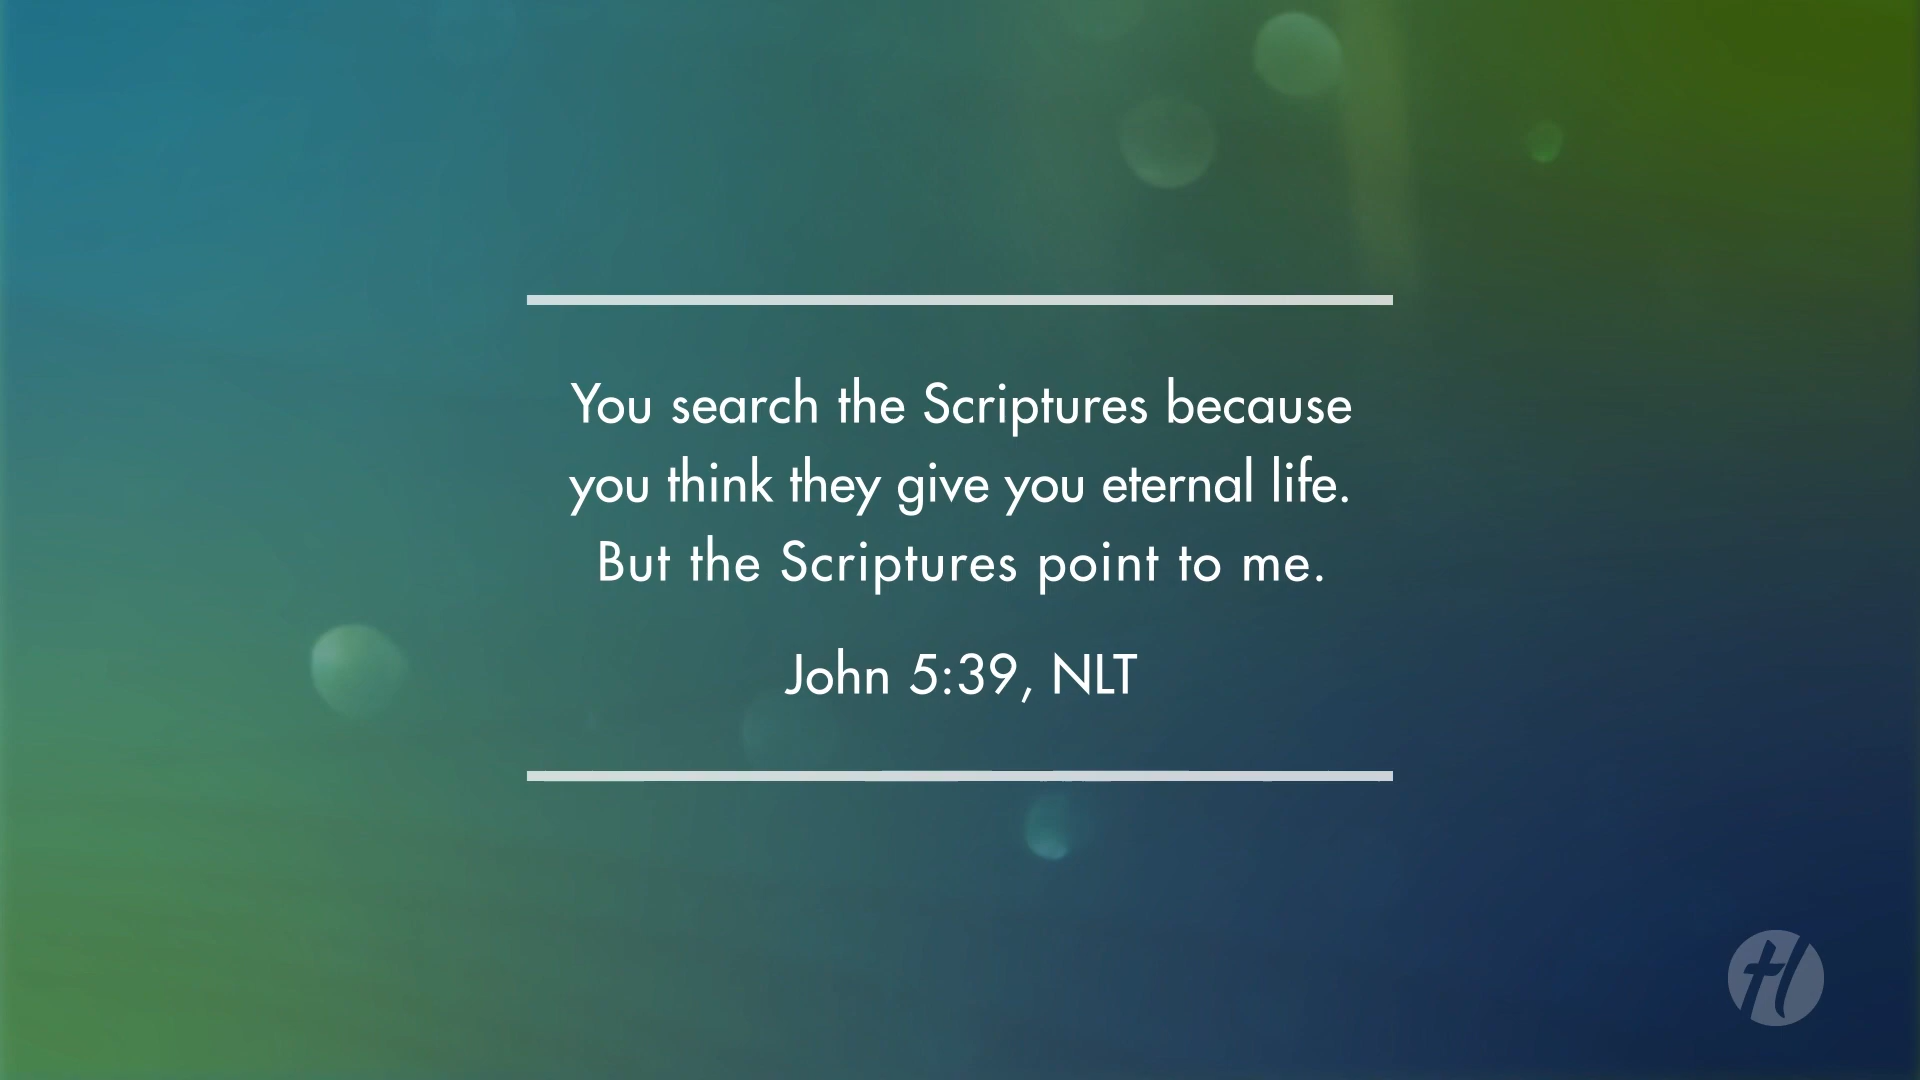 You search the Scriptures because
you think they give you eternal life.
But the Scriptures point to me.
John 5:39, NLT